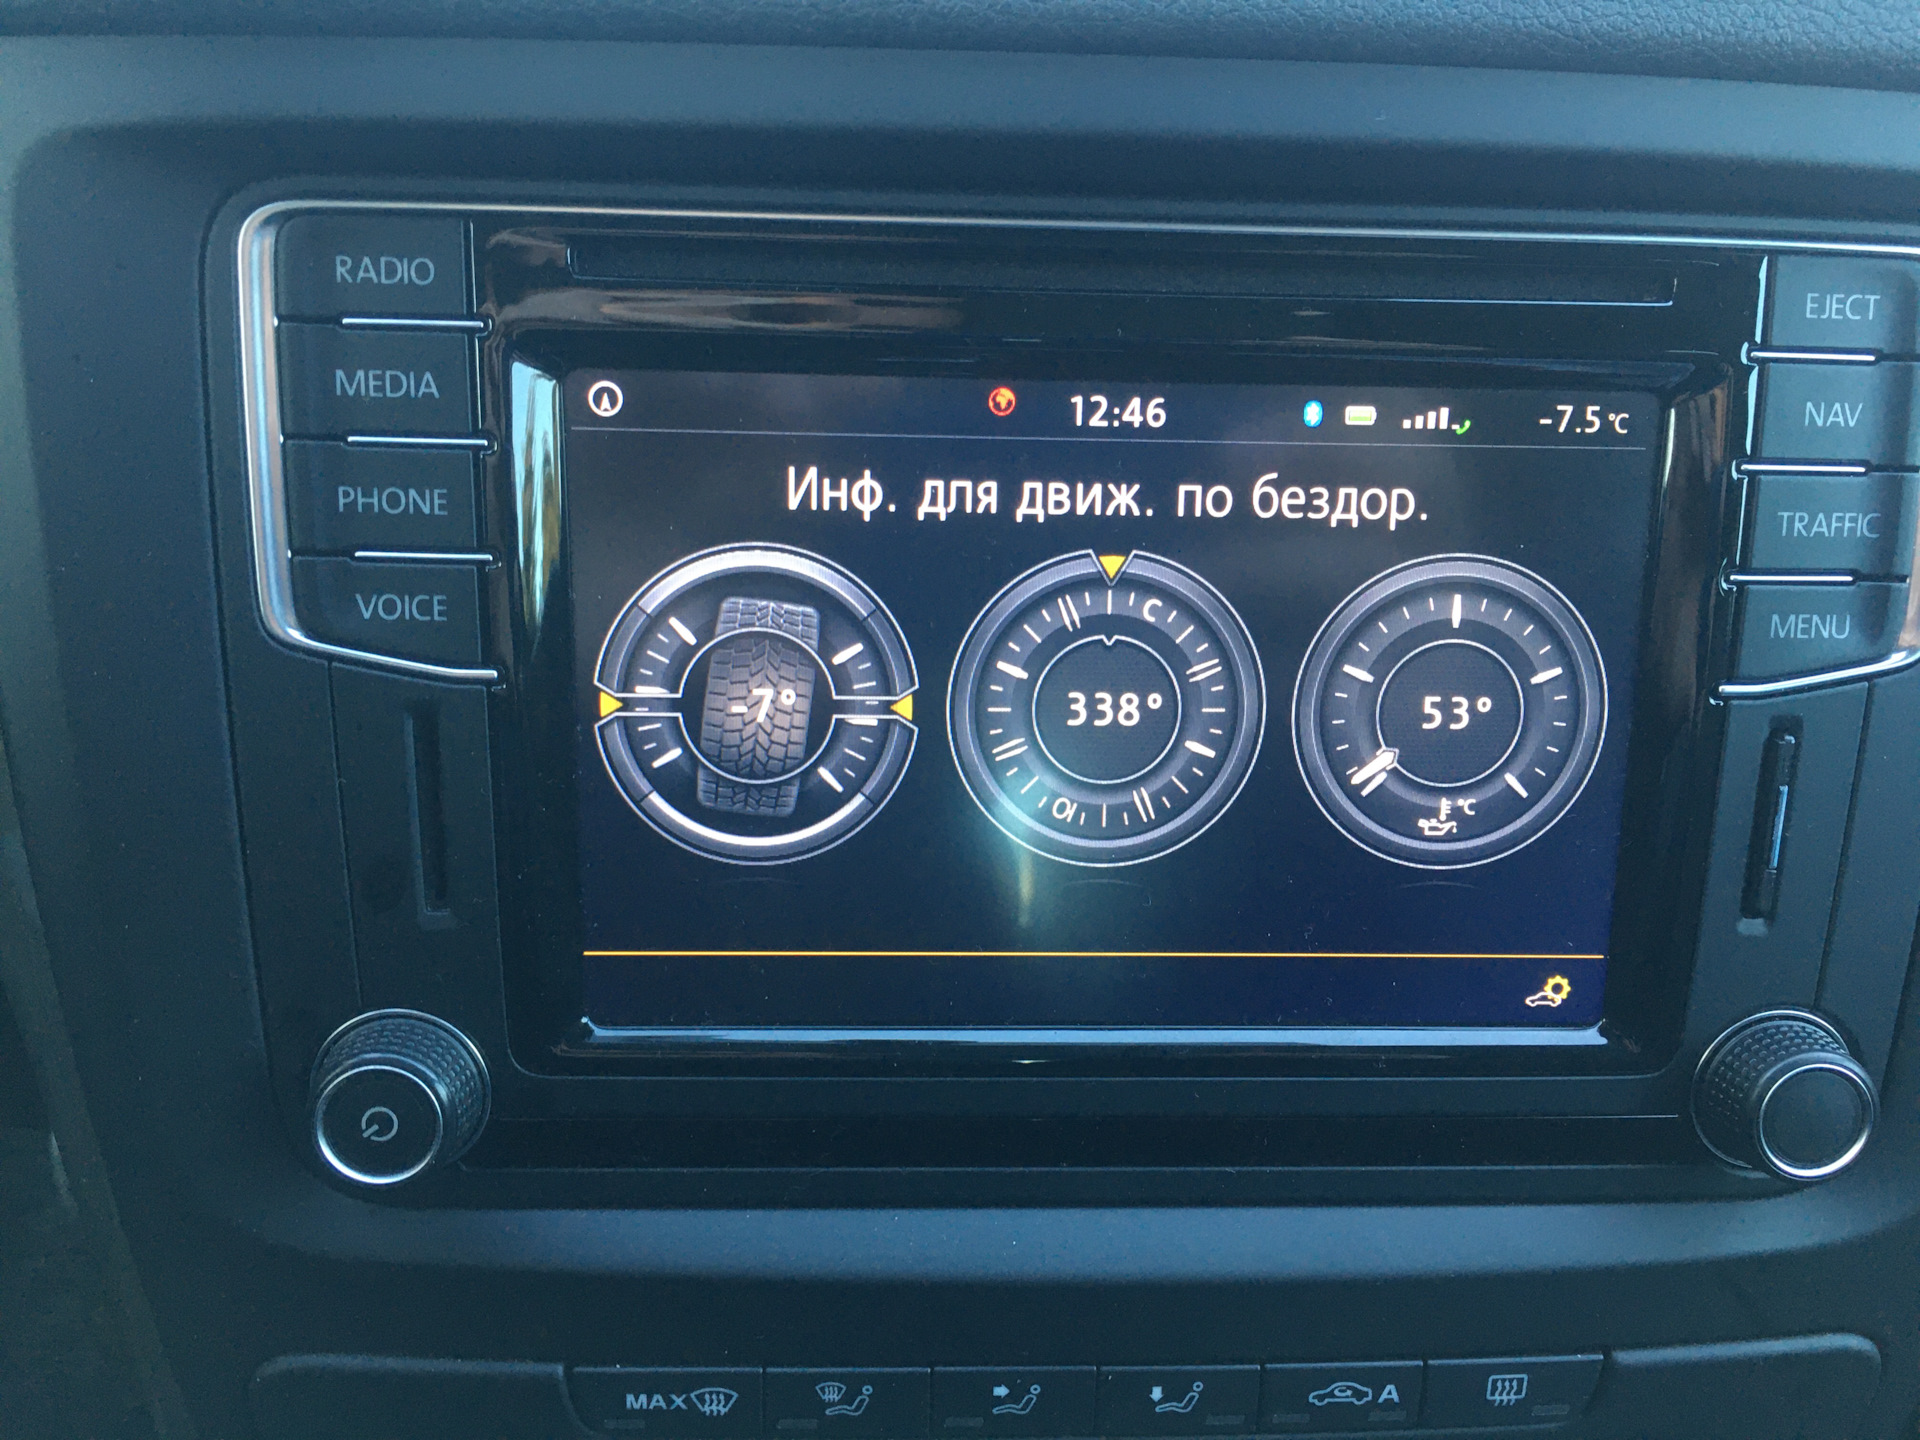 RADIO
MEDIA
PHONE
VOICE
EJECT
NAV
TRAFFIC
MENU
12:46
-7.5 °C
Инф. для движ. по бездор.
-7°
338°
С
Ю
53°
°C
MAX
A